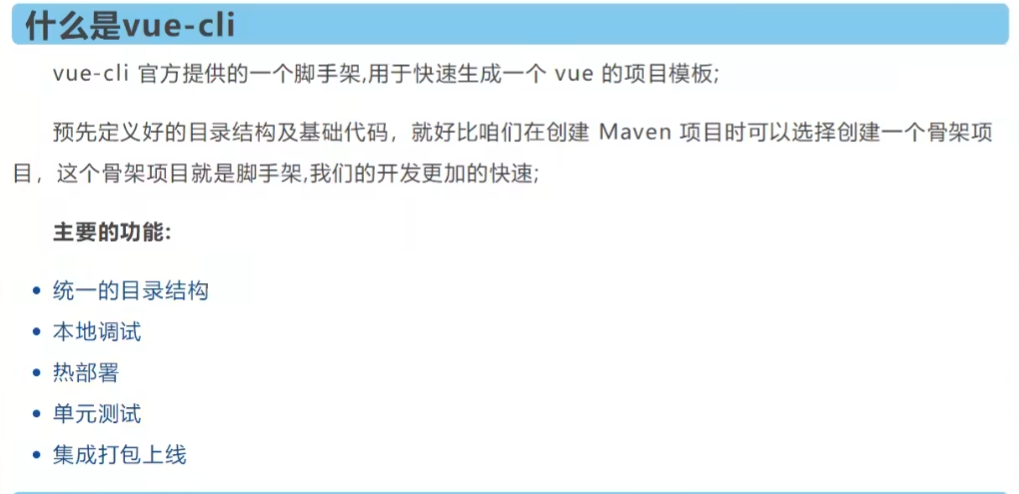 什么是vue-cli
vue-cli 官方提供的一个脚手架,用于快速生成一个 vue 的项目模板;
预先定义好的目录结构及基础代码，就好比咱们在创建 Maven 项目时可以选择创建一个骨架项
目，这个骨架项目就是脚手架,我们的开发更加的快速;
主要的功能:
• 统一的目录结构
• 本地调试
• 热部署
• 单元测试
• 集成打包上线